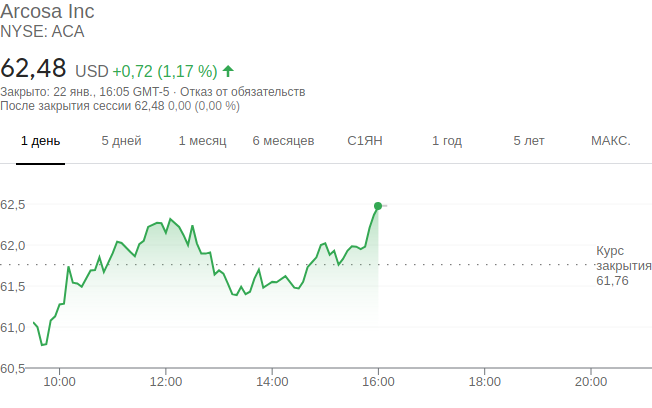 Arcosa Inc
NYSE: ACA
62,48 USD +0,72 (1,17 %)
Закрыто: 22 янв., 16:05 GMT-5 · Отказ от обязательств
После закрытия сессии 62,48 0,00 (0,00 %)
1 день 5 дней 1 месяц 6 месяцев С1ЯН 1 год 5 лет МАКС.
62,5
62,0
61,5
61,0
60,5
Курс
закрытия
61,76
10:00 12:00 14:00 16:00 18:00 20:00